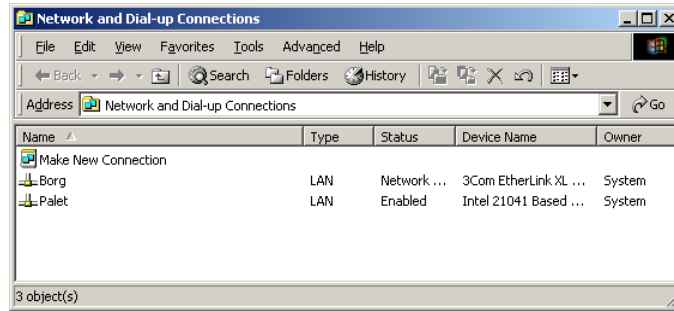 Network and Dial-up Connections
File Edit View Favorites Tools Advanced Help
Back Search Folders History
Address Network and Dial-up Connections Go
Name Type Status Device Name Owner
Make New Connection
Borg LAN Network ... 3Com EtherLink XL ... System
Palet LAN Enabled Intel 21041 Based ... System
3 object(s)